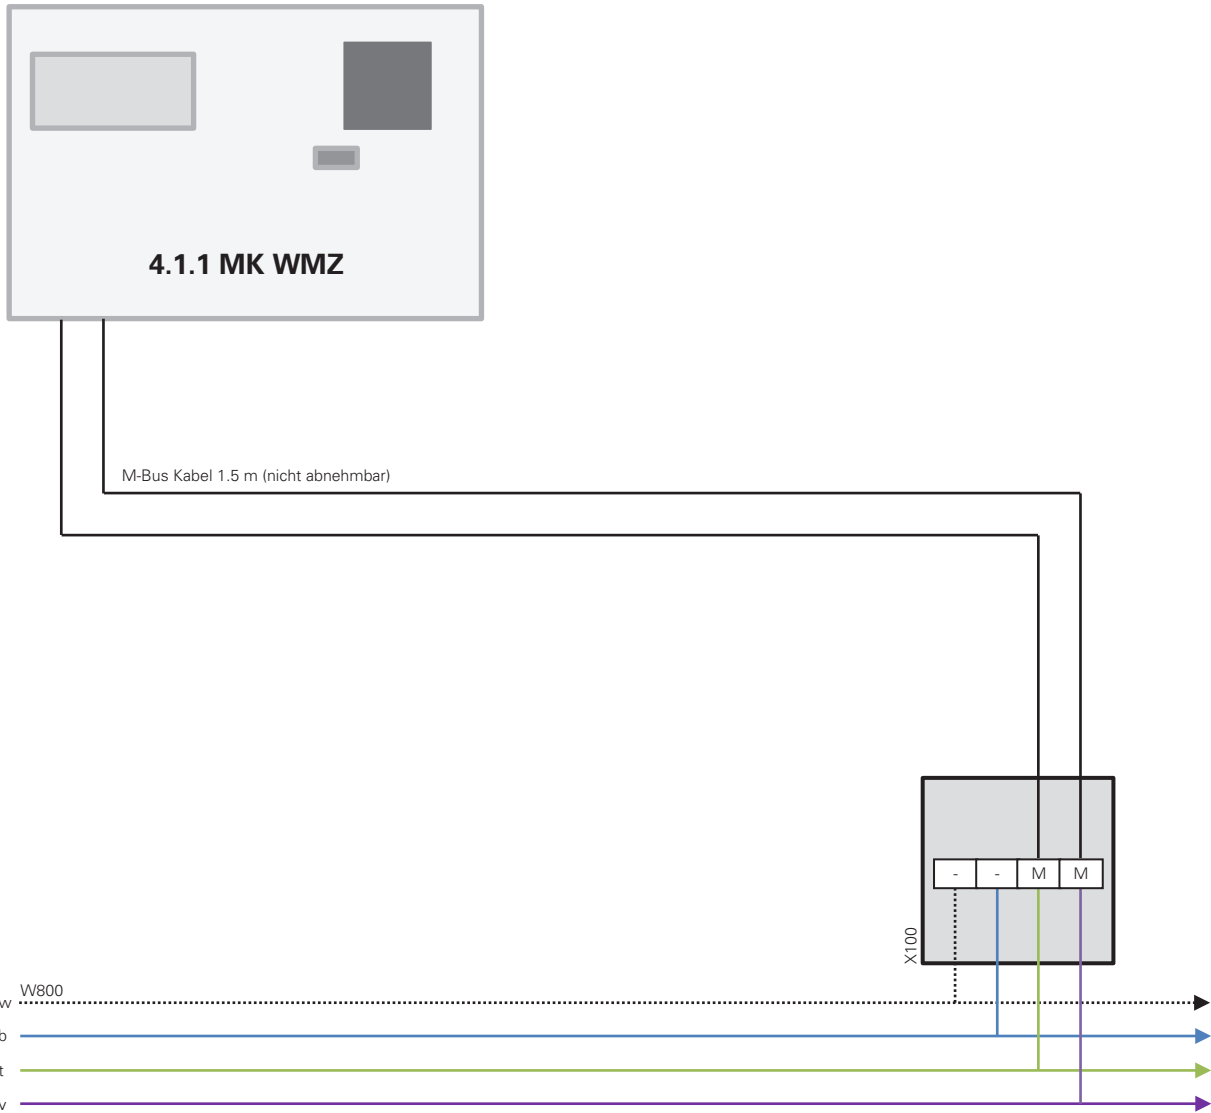 4.1.1 MK WMZ
M-Bus Kabel 1.5 m (nicht abnehmbar)
- - M M
X100
W800
w
b
t
v